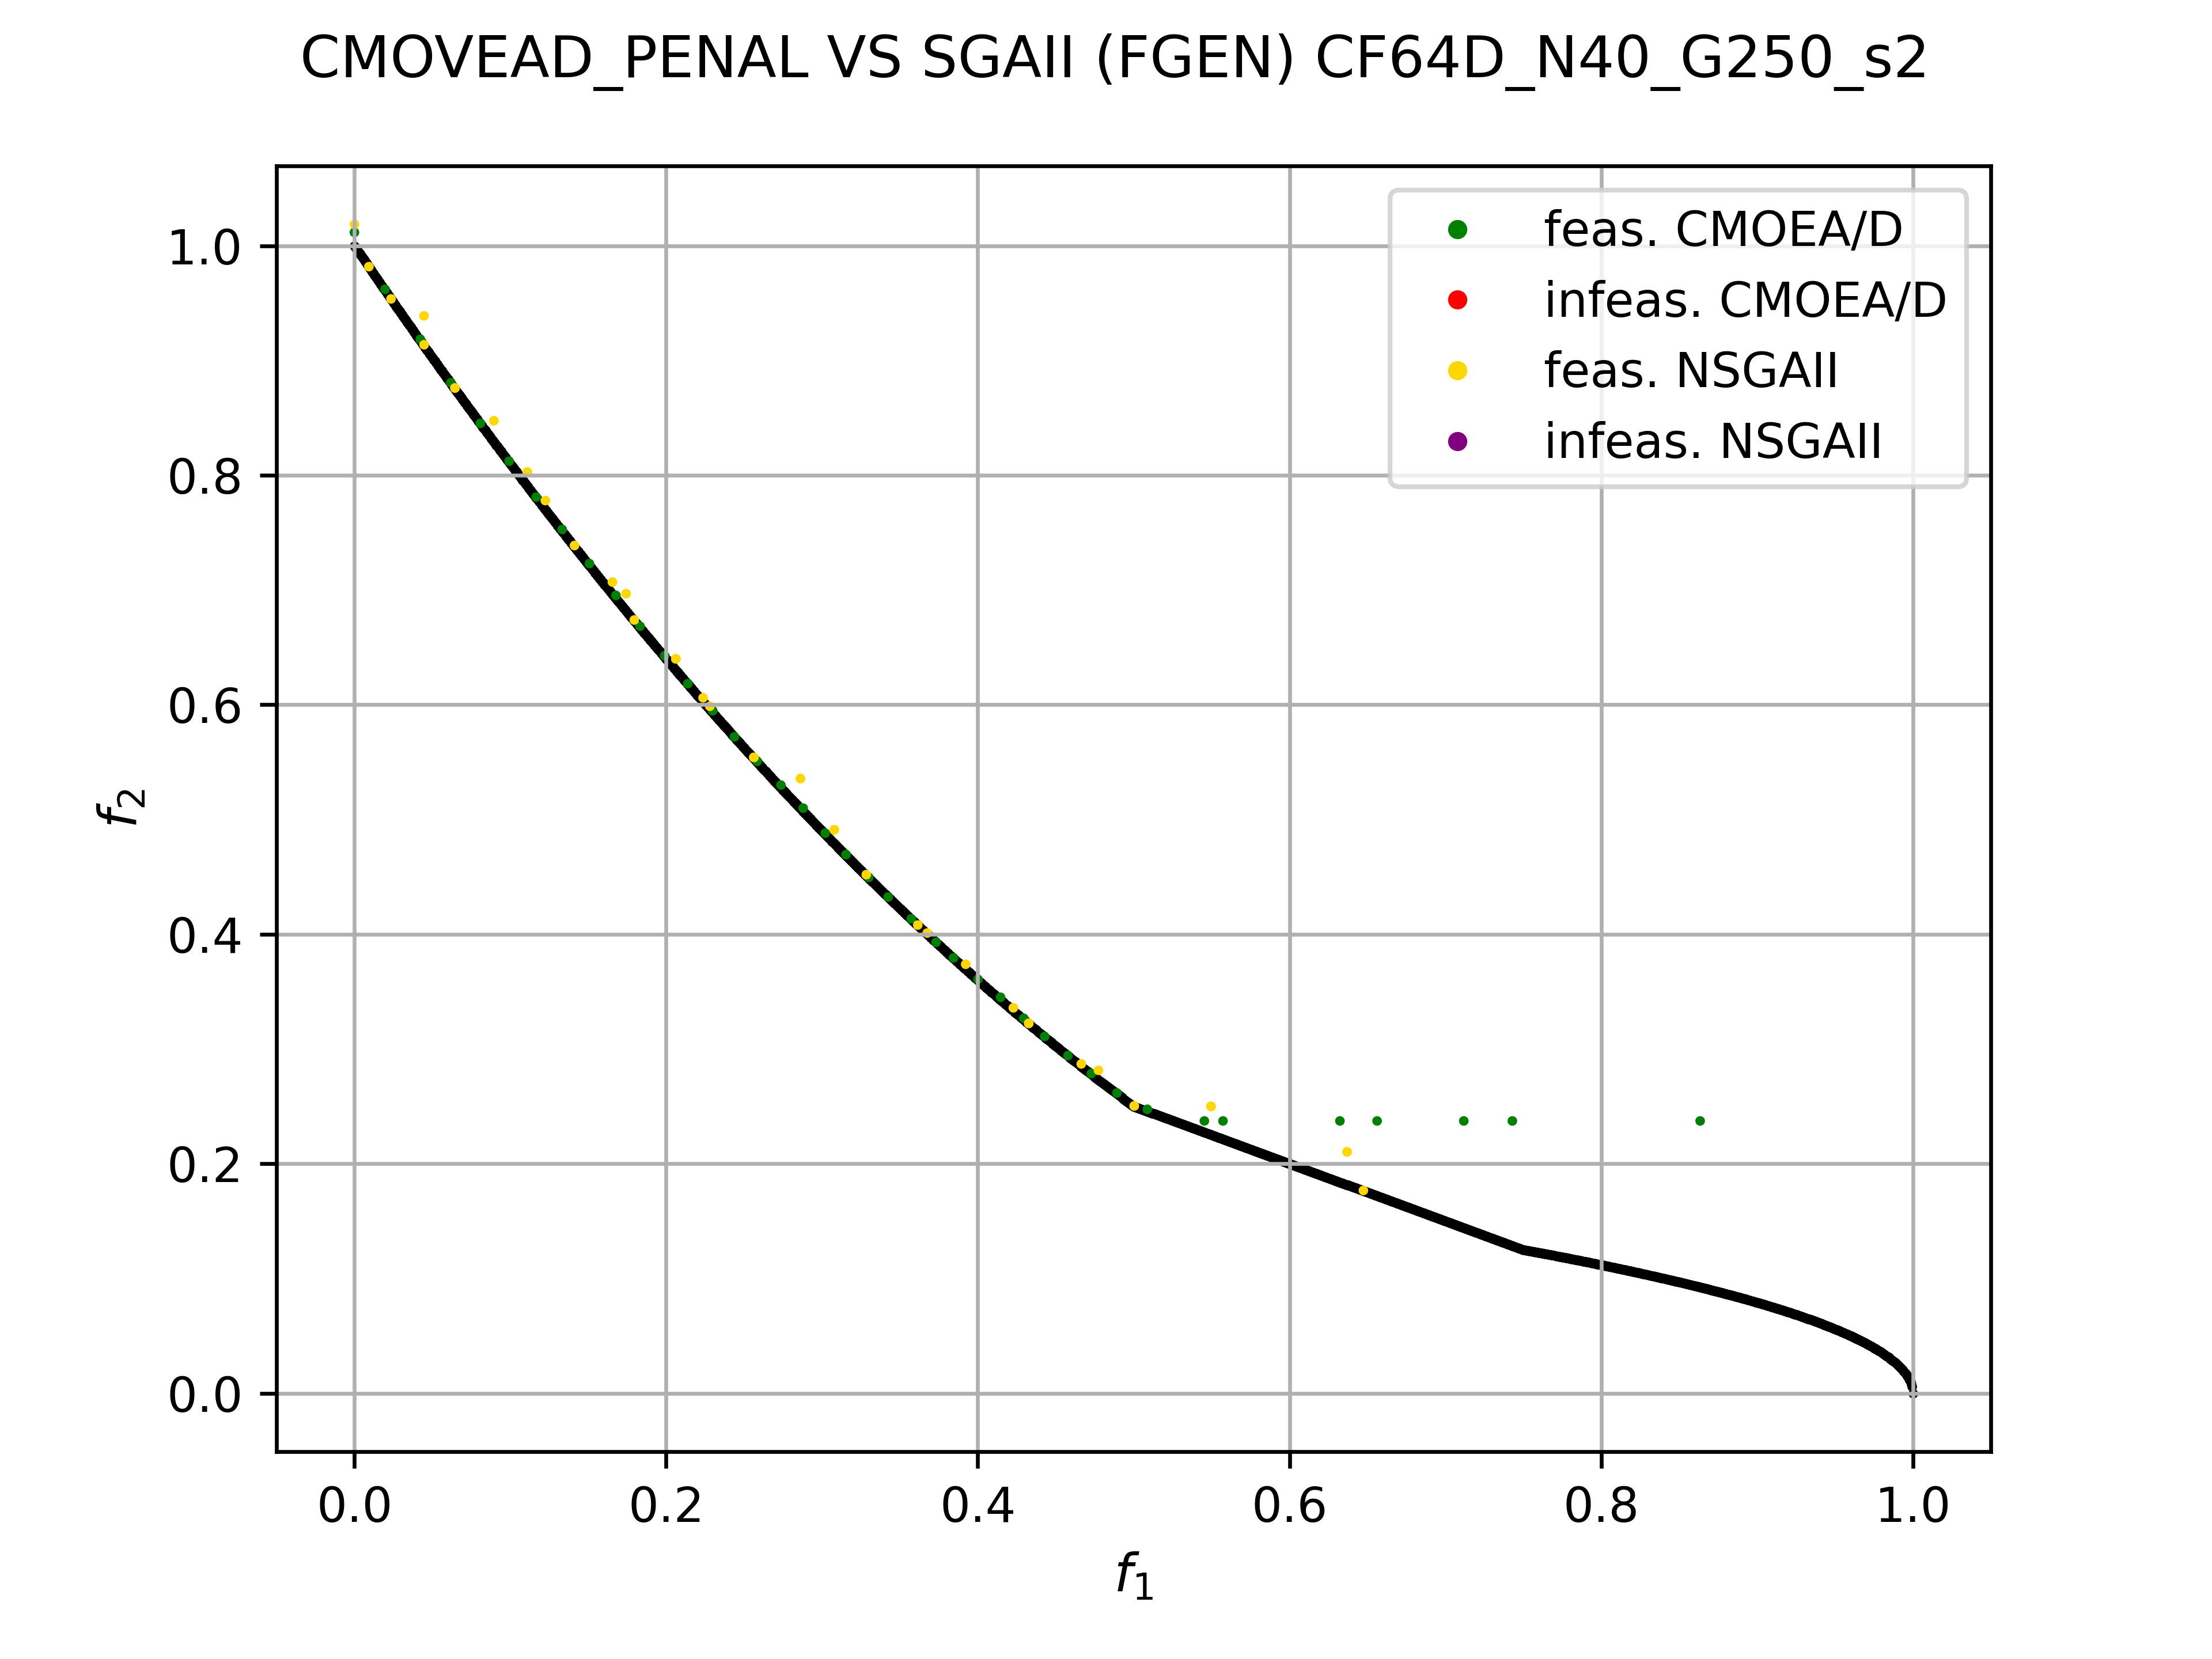 CMOVEAD_PENAL VS SGAII (FGEN) CF64D_N40_G250_s2
feas. CMOEA/D
infeas. CMOEA/D
feas. NSGAII
infeas. NSGAII
1.0
0.8
0.6
0.4
0.2
0.0
f2
0.0 0.2 0.4 0.6 0.8 1.0
f1